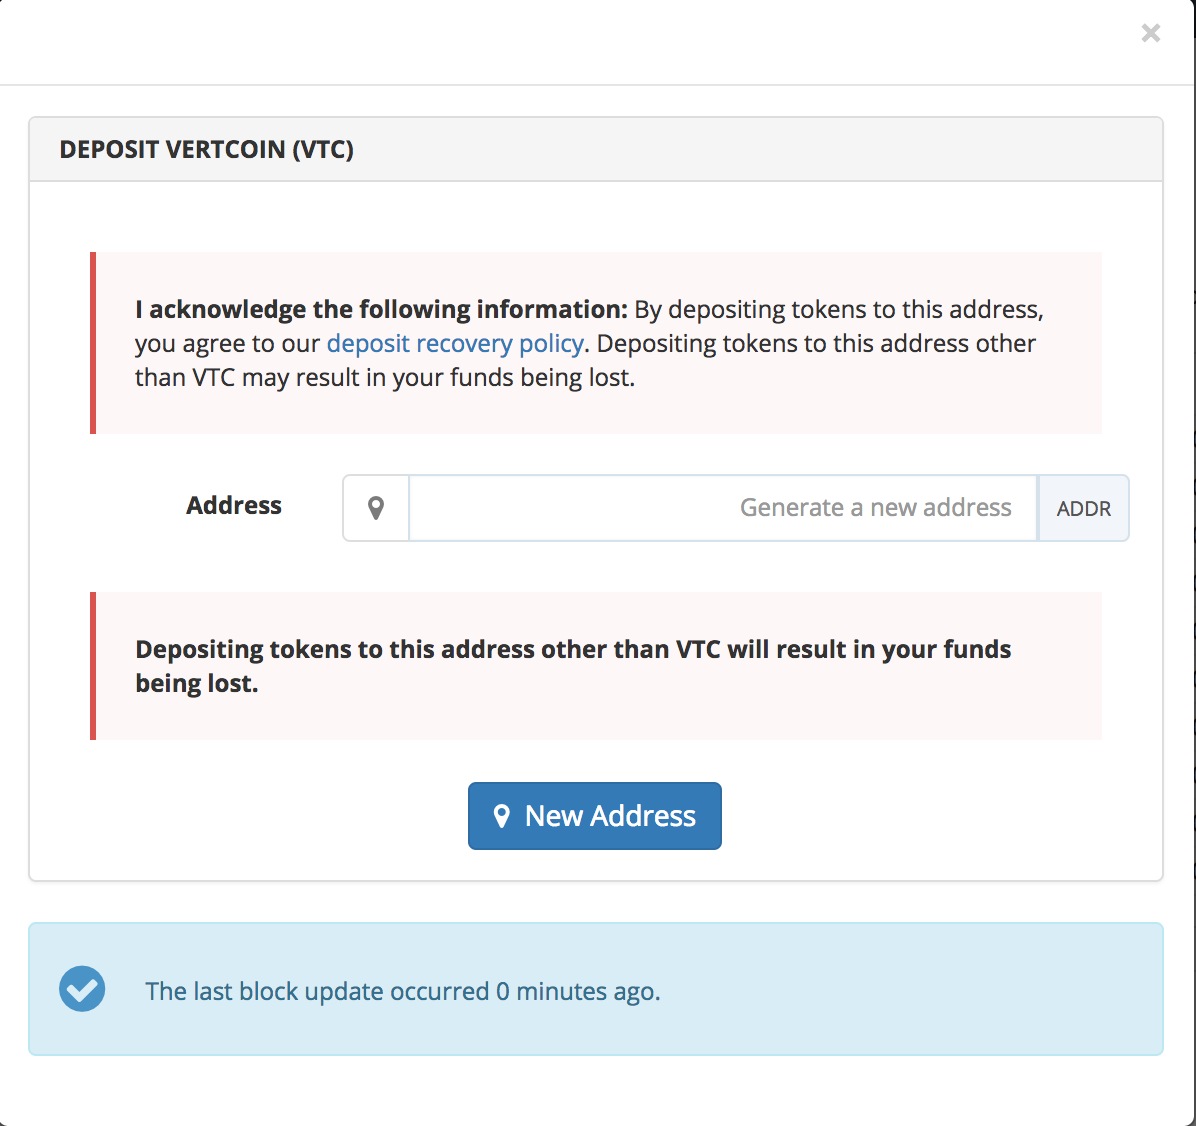 ×
DEPOSIT VERTCOIN (VTC)
I acknowledge the following information: By depositing tokens to this address,
you agree to our deposit recovery policy. Depositing tokens to this address other
than VTC may result in your funds being lost.
Address Generate a new address ADDR
Depositing tokens to this address other than VTC will result in your funds
being lost.
New Address
The last block update occurred 0 minutes ago.